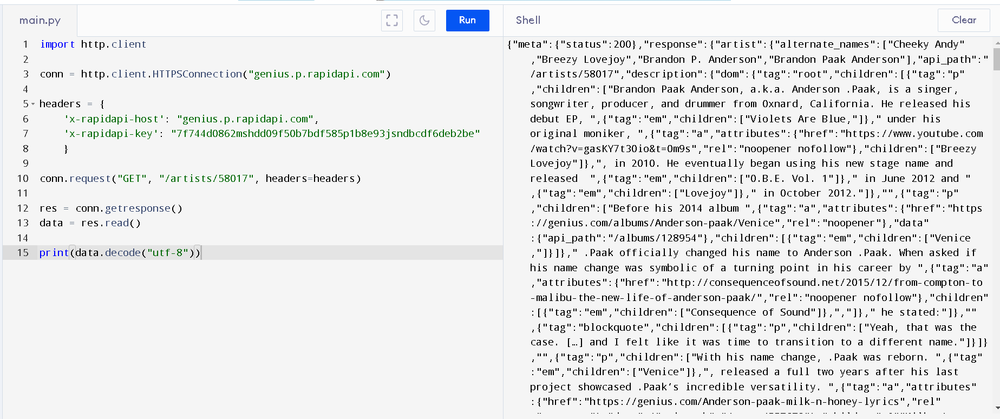 main.py
Run
1 import http.client
2
3 conn = http.client.HTTPSConnection("genius.p.rapidapi.com")
4
5 headers = {
6 'x-rapidapi-host': "genius.p.rapidapi.com",
7 'x-rapidapi-key': "7f744d0862mshdd09f50b7bdf585p1b8e93jsndbcdf6deb2be"
8 }
9
10 conn.request("GET", "/artists/58017", headers=headers)
11
12 res = conn.getresponse()
13 data = res.read()
14
15 print(data.decode("utf-8"))
Shell
Clear
{"meta":{"status":200},"response":{"artist":{"alternate_names":["Cheeky Andy"
,"Breezy Lovejoy","Brandon P. Anderson","Brandon Paak Anderson"],"api_path":"
/artists/58017","description":{"dom":{"tag":"root","children":[{"tag":"p"
,"children":["Brandon Paak Anderson, a.k.a. Anderson .Paak, is a singer,
songwriter, producer, and drummer from Oxnard, California. He released his
debut EP, ",{"tag":"em","children":["Violets Are Blue,"]}," under his
original moniker, ",{"tag":"a","attributes":{"href":"https://www.youtube.com
/watch?v=gasKY7t3Oio&t=0m9s","rel":"noopener nofollow"},"children":["Breezy
Lovejoy"]},", in 2010. He eventually began using his new stage name and
released  ",{"tag":"em","children":["O.B.E. Vol. 1"]}," in June 2012 and "
,{"tag":"em","children":["Lovejoy"]}," in October 2012."]},"",{"tag":"p"
,"children":["Before his 2014 album ",{"tag":"a","attributes":{"href":"https
://genius.com/albums/Anderson-paak/Venice","rel":"noopener"},"data"
:{"api_path":"/albums/128954"},"children":[{"tag":"em","children":["Venice
,"]}]}," .Paak officially changed his name to Anderson .Paak. When asked if
his name change was symbolic of a turning point in his career by ",{"tag":"a"
,"attributes":{"href":"http://consequenceofsound.net/2015/12/from-compton-to
-malibu-the-new-life-of-anderson-paak/","rel":"noopener nofollow"},"children"
:[{"tag":"em","children":["Consequence of Sound"]},","]}," he stated:"]},""
,{"tag":"blockquote","children":[{"tag":"p","children":["Yeah, that was the
case. […] and I felt like it was time to transition to a different name."]}]}
,"",{"tag":"p","children":["With his name change, .Paak was reborn. ",{"tag"
:"em","children":["Venice"]},", released a full two years after his last
project showcased .Paak’s incredible versatility. ",{"tag":"a","attributes"
:{"href":"https://genius.com/Anderson-paak-milk-n-honey-lyrics","rel"